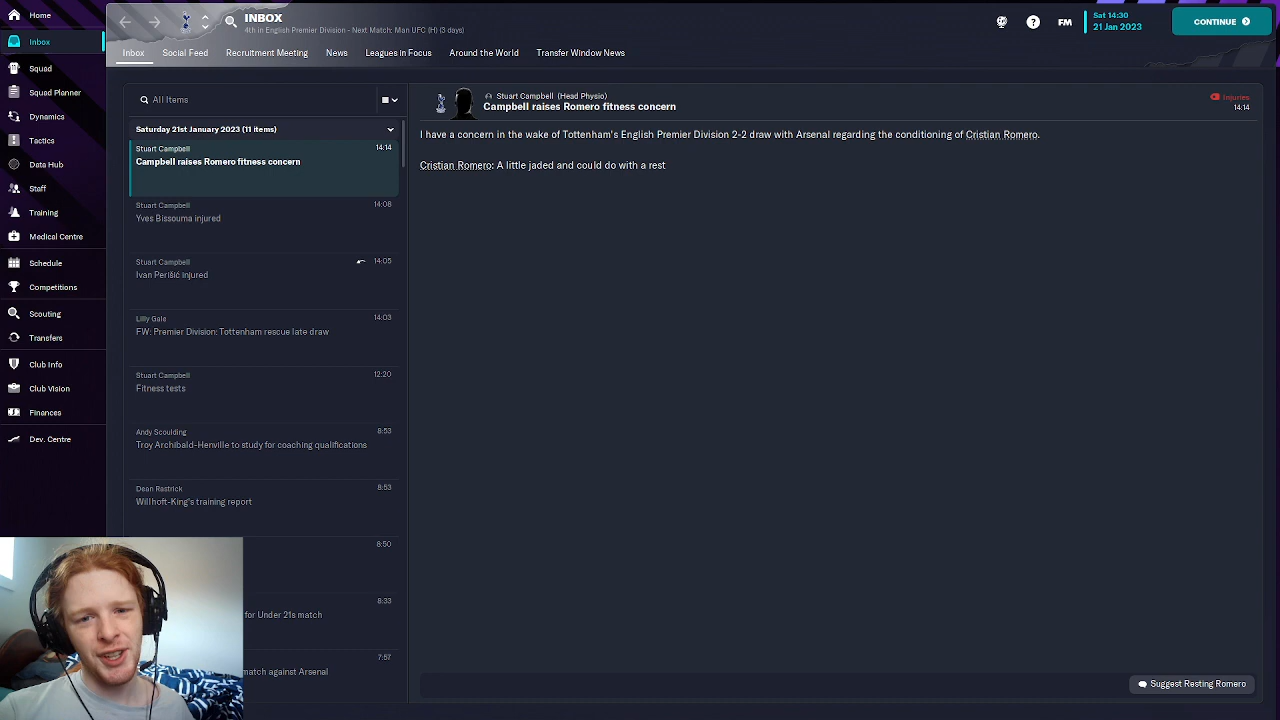 Home
Inbox
Squad
Squad Planner
Dynamics
Tactics
Data Hub
Staff
Training
Medical Centre
Schedule
Competitions
Scouting
Transfers
Club Info
Club Vision
Finances
Dev. Centre
INBOX
4th in English Premier Division - Next Match: Man UFC (H) (3 days)
FM
Sat 14:30
21 Jan 2023
CONTINUE
Inbox Social Feed Recruitment Meeting News Leagues in Focus Around the World Transfer Window News
All Items
Saturday 21st January 2023 (11 items)
Stuart Campbell 14:14
Campbell raises Romero fitness concern
Stuart Campbell 14:08
Yves Bissouma injured
Stuart Campbell 14:05
Ivan Perišić injured
Lilly Gale 14:03
FW: Premier Division: Tottenham rescue late draw
Stuart Campbell 12:20
Fitness tests
Andy Scoulding 8:53
Troy Archibald-Henville to study for coaching qualifications
Dean Rastrick 8:53
Will hoft-King's training report
8:50
8:33
for Under 21s match
7:57
match against Arsenal
Stuart Campbell (Head Physio)
Campbell raises Romero fitness concern
Injuries
14:14
I have a concern in the wake of Tottenham's English Premier Division 2-2 draw with Arsenal regarding the conditioning of Cristian Romero.
Cristian Romero: A little jaded and could do with a rest
Suggest Resting Romero